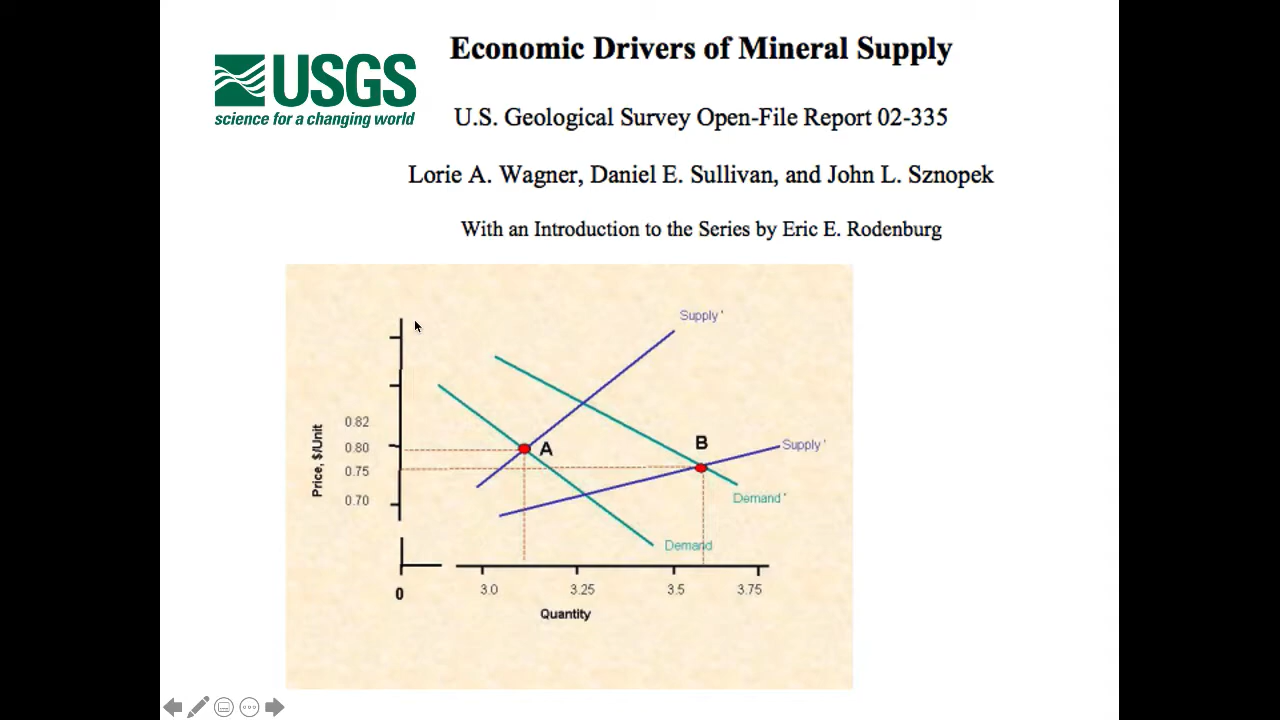 USGS
science for a changing world
Economic Drivers of Mineral Supply
U.S. Geological Survey Open-File Report 02-335
Lorie A. Wagner, Daniel E. Sullivan, and John L. Sznopek
With an Introduction to the Series by Eric E. Rodenburg
Supply'
0.82
0.80
0.75
0.70
Price, $/Unit
A
B
Supply'
Demand'
Demand
0
3.0
3.25
3.5
3.75
Quantity